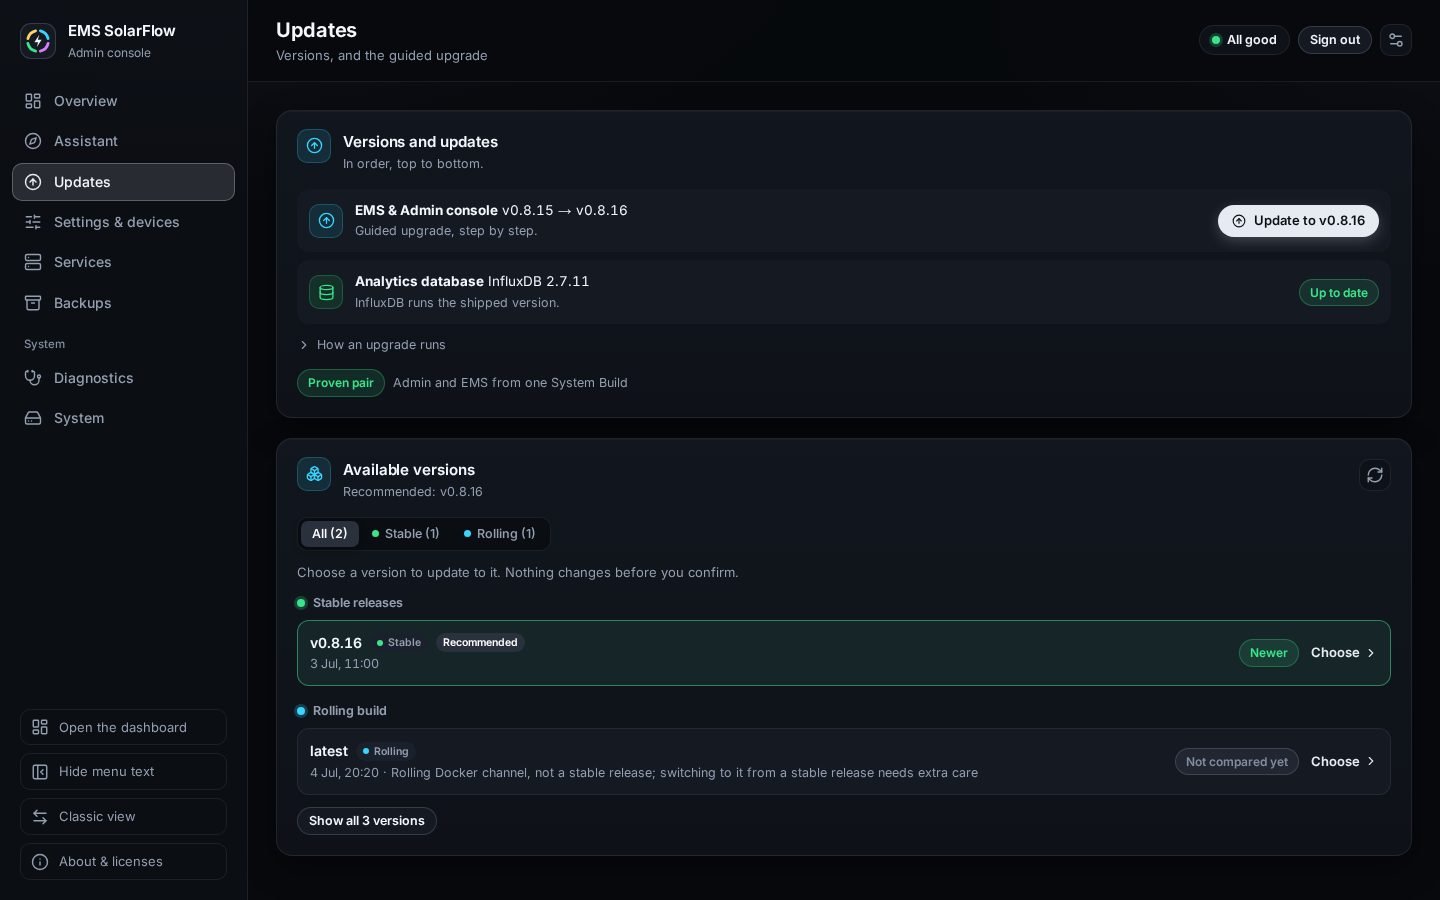 EMS SolarFlow
Admin console
Overview
Assistant
Updates
Settings & devices
Services
Backups
System
Diagnostics
System
Open the dashboard
Hide menu text
Classic view
About & licenses
Updates
Versions, and the guided upgrade
All good
Sign out
Versions and updates
In order, top to bottom.
EMS & Admin console v0.8.15 → v0.8.16
Guided upgrade, step by step.
Update to v0.8.16
Analytics database InfluxDB 2.7.11
InfluxDB runs the shipped version.
Up to date
How an upgrade runs
Proven pair Admin and EMS from one System Build
Available versions
Recommended: v0.8.16
All (2) Stable (1) Rolling (1)
Choose a version to update to it. Nothing changes before you confirm.
Stable releases
v0.8.16 Stable Recommended
3 Jul, 11:00
Newer Choose
Rolling build
latest Rolling
4 Jul, 20:20 · Rolling Docker channel, not a stable release; switching to it from a stable release needs extra care
Not compared yet Choose
Show all 3 versions